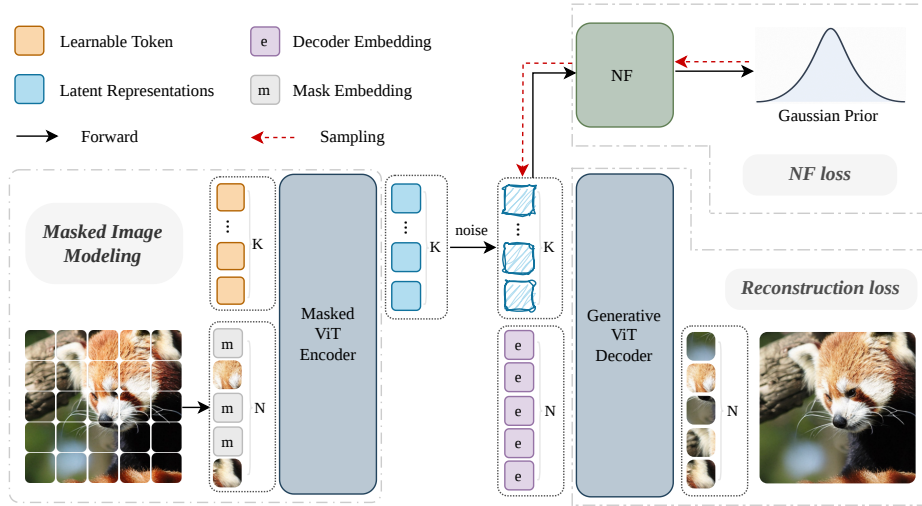 Learnable Token
e
Decoder Embedding
Latent Representations
m
Mask Embedding
Forward
Sampling
NF
Gaussian Prior
NF loss
Masked Image
Modeling
K
K
noise
K
Masked
ViT
Encoder
Generative
ViT
Decoder
Reconstruction loss
m
m
m
N
e
e
e
e
e
N
N